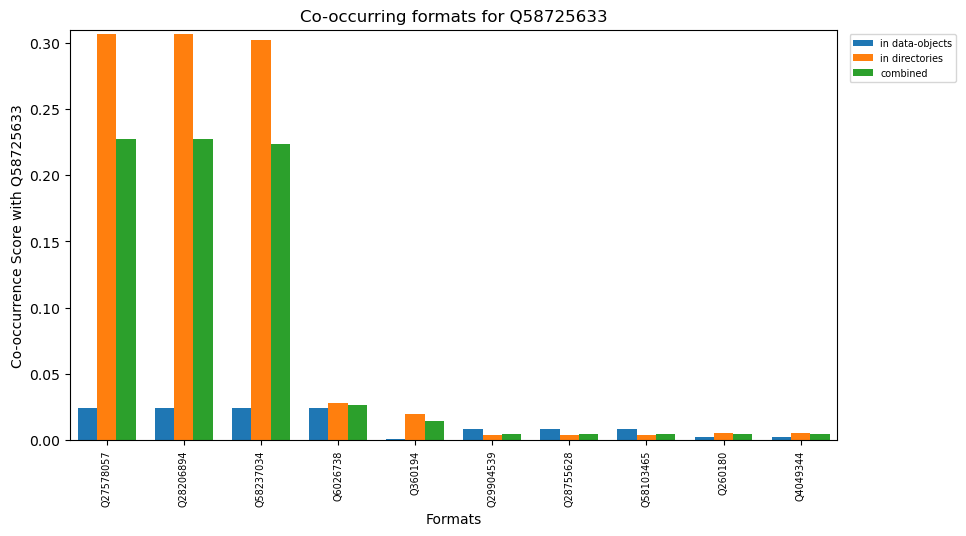 Co-occurring formats for Q58725633
in data-objects
in directories
combined
Co-occurrence Score with Q58725633
0.30
0.25
0.20
0.15
0.10
0.05
0.00
Q27578057
Q28206894
Q58237034
Q6026738
Q360194
Q29904539
Q28755628
Q58103465
Q260180
Q4049344
Formats